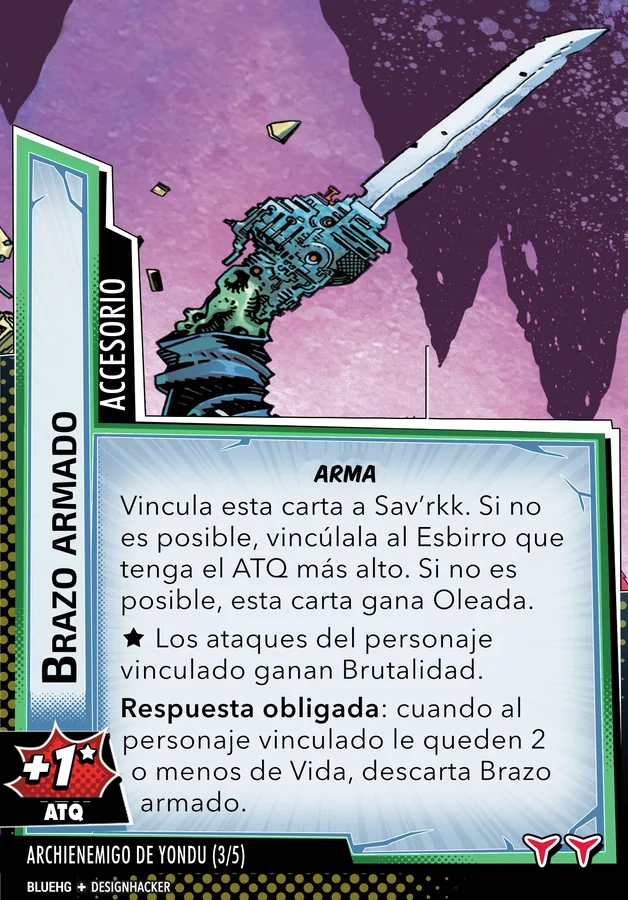 BRAZO ARMADO
ACCESORIO
ARMA
Vincula esta carta a Sav’rkk. Si no
es posible, vincúlala al Esbirro que
tenga el ATQ más alto. Si no es
posible, esta carta gana Oleada.
★ Los ataques del personaje
vinculado ganan Brutalidad.
Respuesta obligada: cuando al
personaje vinculado le queden 2
o menos de Vida, descarta Brazo
armado.
+1★
ATQ
ARCHIENEMIGO DE YONDU (3/5)
BLUEHG + DESIGNHACKER